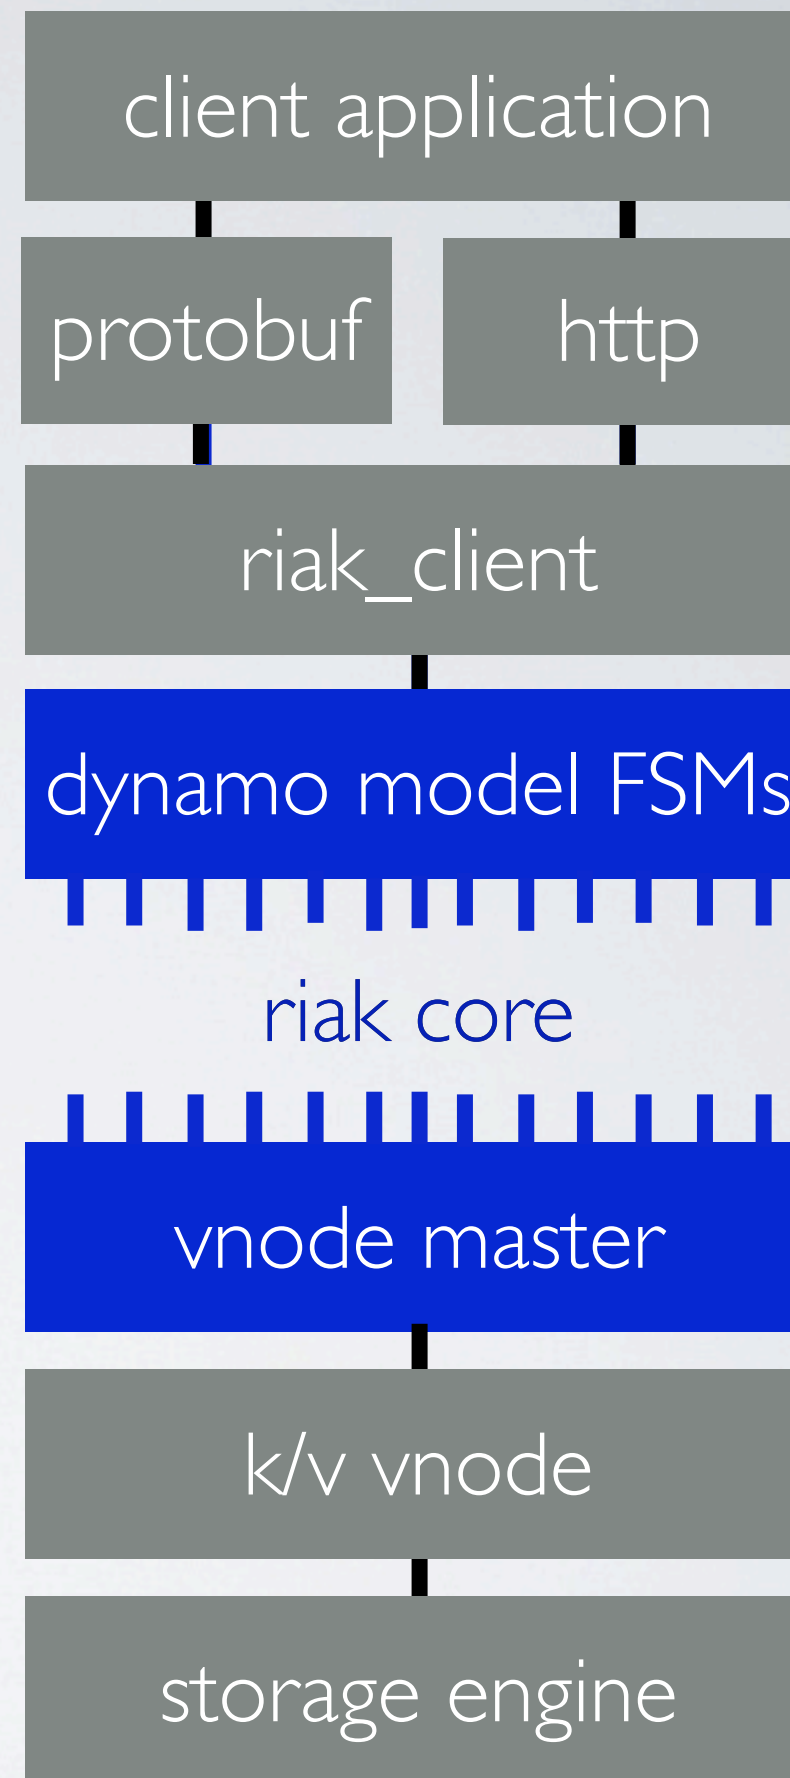 client application
protobuf
http
riak_client
dynamo model FSMs
riak core
vnode master
k/v vnode
storage engine